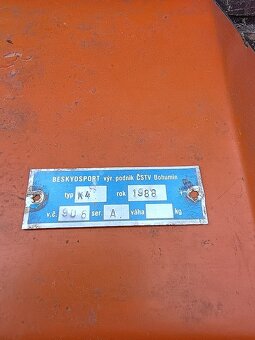 BESKYDSPORT výr. podnik ČSTV Bohumín
typ K4 rok 1988
v.č. 906 ser. A. váha kg